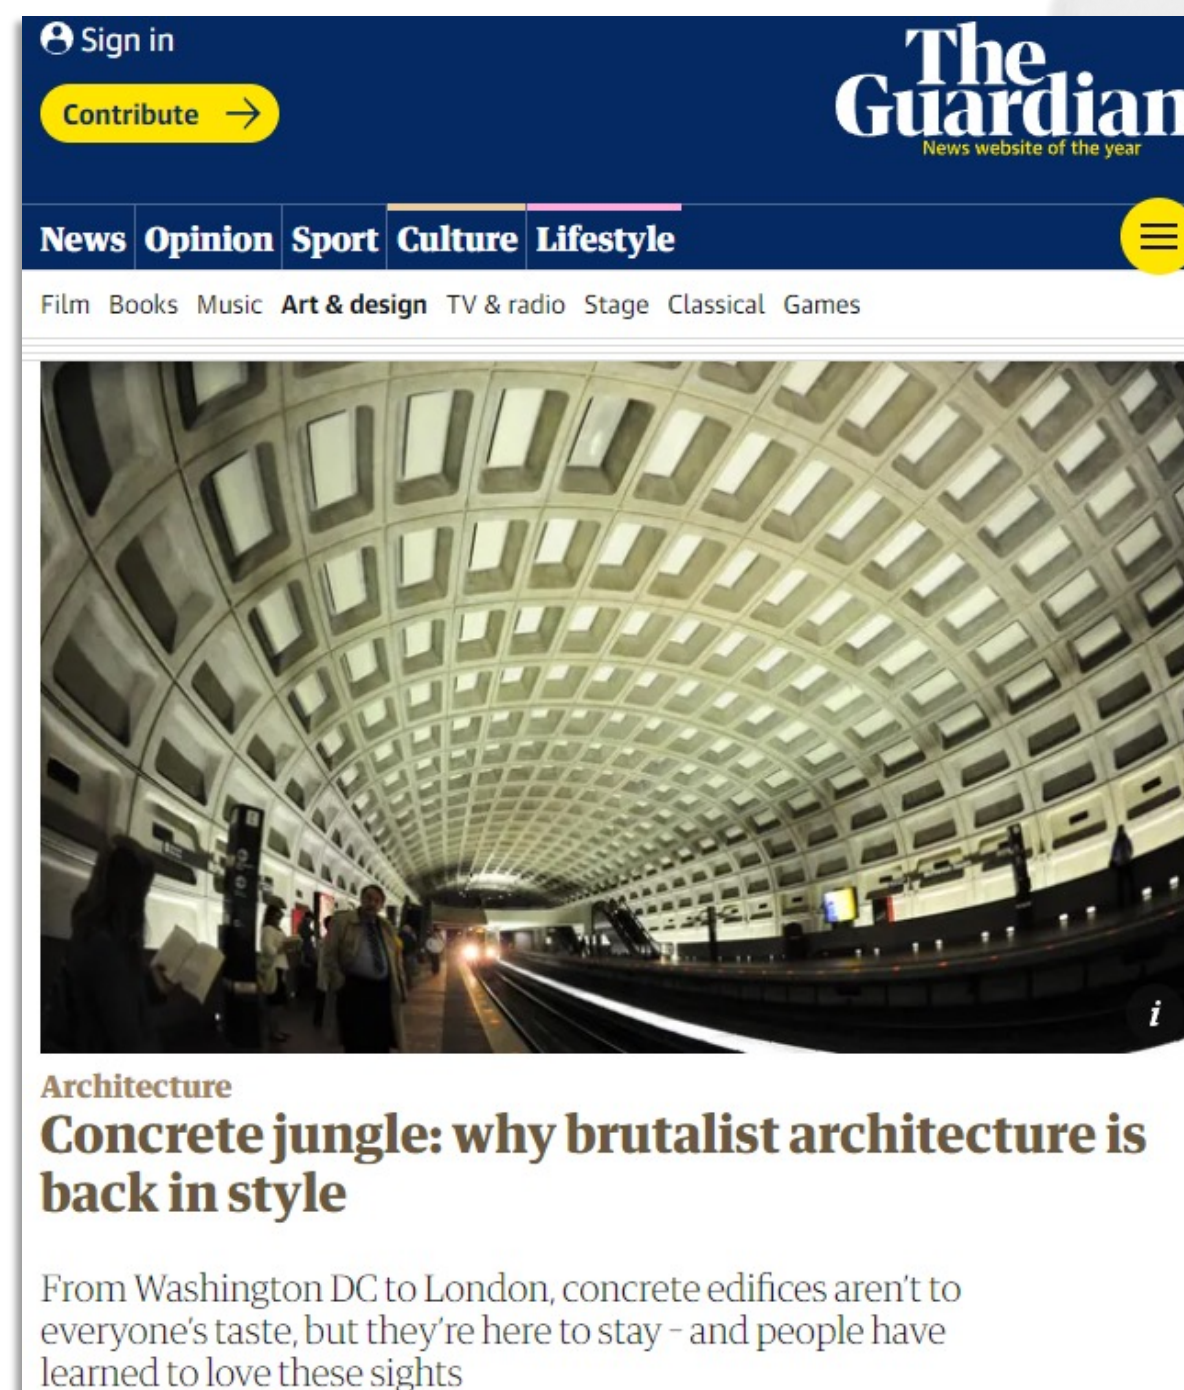 Sign in
Contribute
The
Guardian
News website of the year
News Opinion Sport Culture Lifestyle
Film Books Music Art & design TV & radio Stage Classical Games
i
Architecture
Concrete jungle: why brutalist architecture is
back in style
From Washington DC to London, concrete edifices aren't to
everyone's taste, but they're here to stay – and people have
learned to love these sights